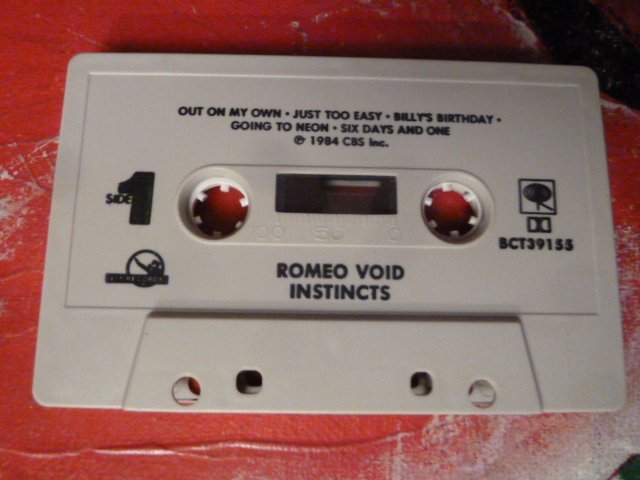 OUT ON MY OWN • JUST TOO EASY • BILLY'S BIRTHDAY •
GOING TO NEON • SIX DAYS AND ONE
℗ 1984 CBS Inc.
SIDE 1
100 50 0
BCT39155
ROMEO VOID
INSTINCTS